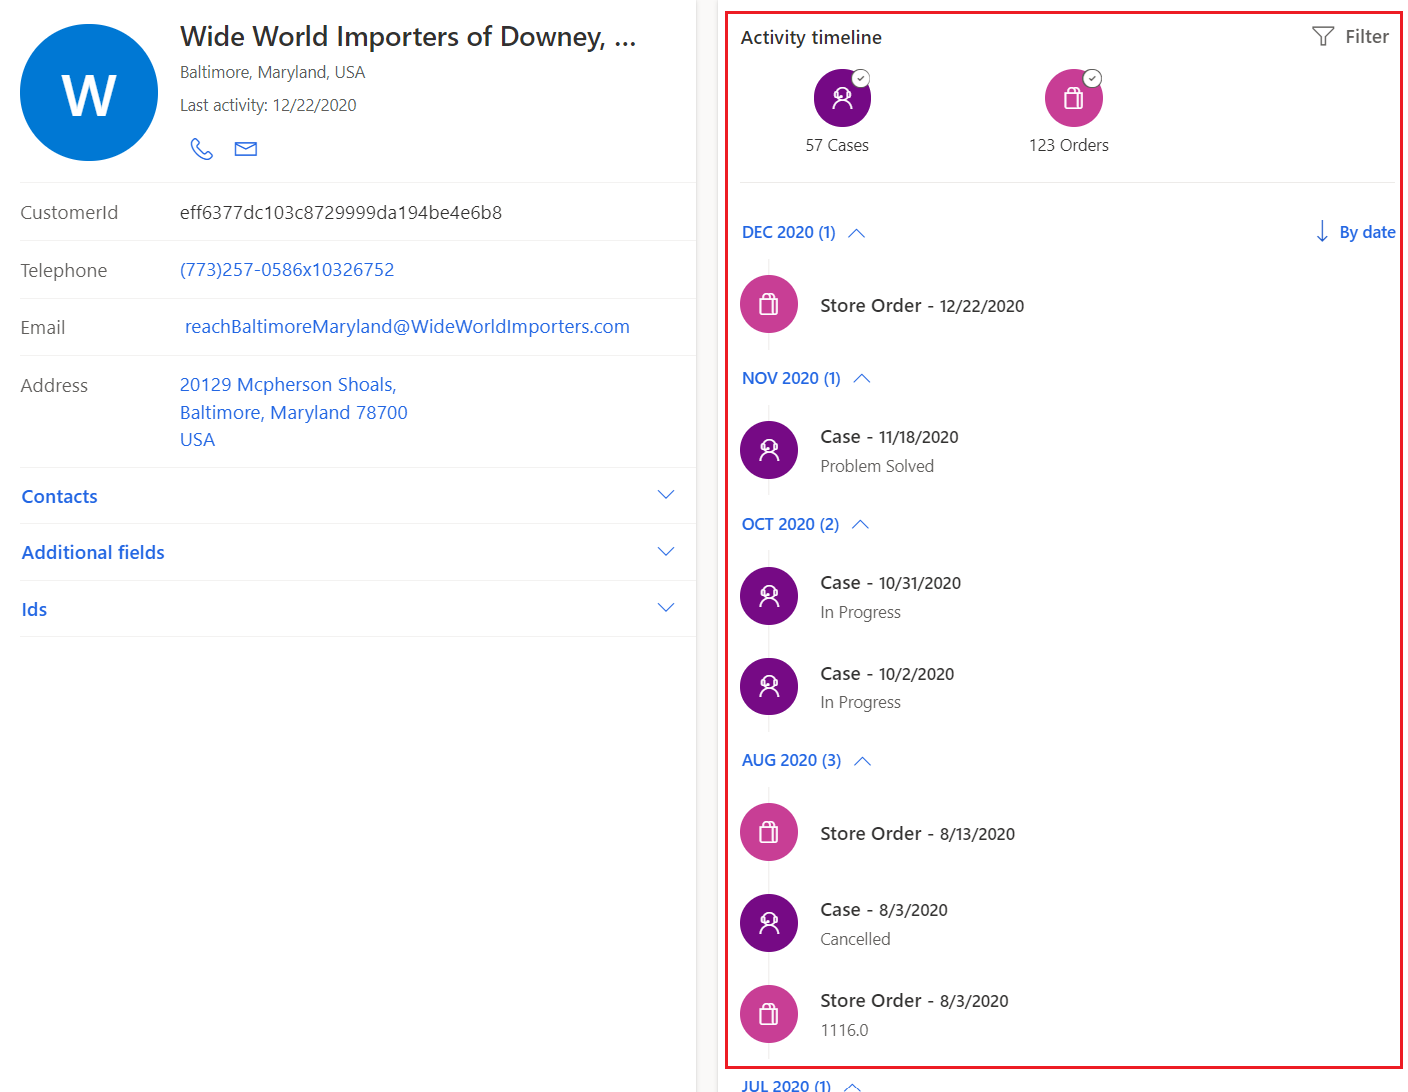 W
Wide World Importers of Downey, ...
Baltimore, Maryland, USA
Last activity: 12/22/2020
CustomerId
eff6377dc103c8729999da194be4e6b8
Telephone
(773)257-0586x10326752
Email
reachBaltimoreMaryland@WideWorldImporters.com
Address
20129 Mcpherson Shoals,
Baltimore, Maryland 78700
USA
Contacts
Additional fields
Ids
Activity timeline
Filter
57 Cases
123 Orders
DEC 2020 (1)
By date
Store Order - 12/22/2020
NOV 2020 (1)
Case - 11/18/2020
Problem Solved
OCT 2020 (2)
Case - 10/31/2020
In Progress
Case - 10/2/2020
In Progress
AUG 2020 (3)
Store Order - 8/13/2020
Case - 8/3/2020
Cancelled
Store Order - 8/3/2020
1116.0
JUL 2020 (1)